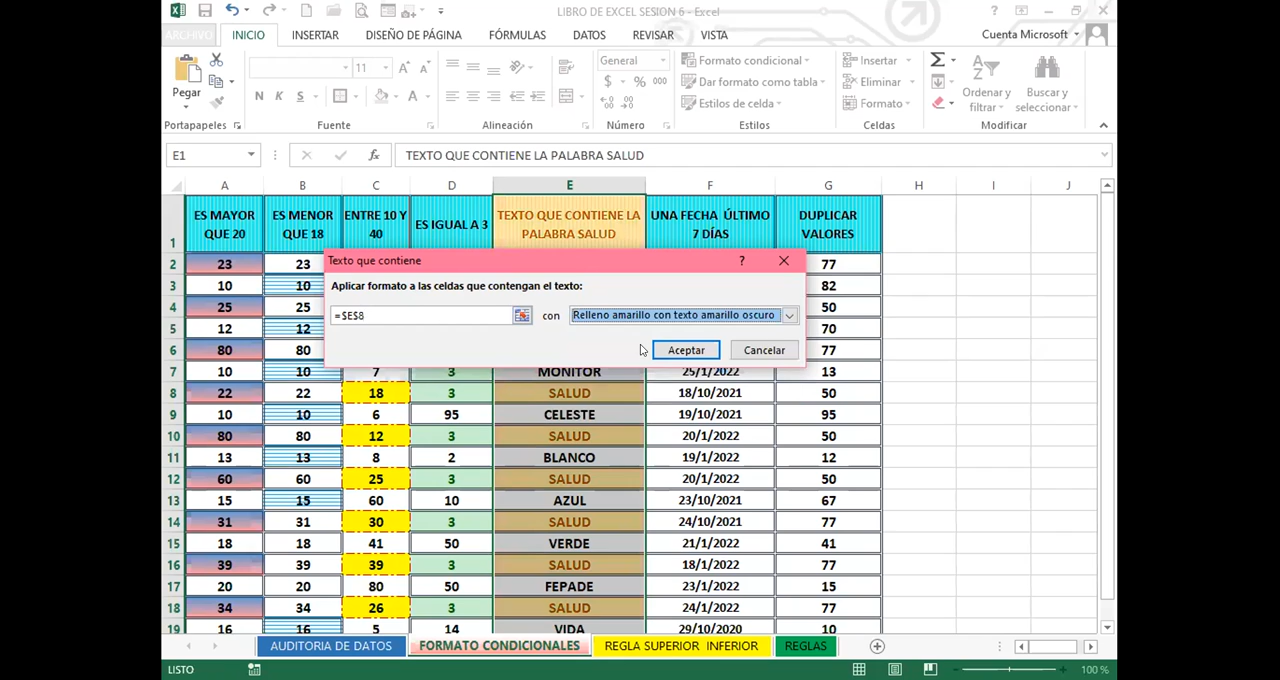 LIBRO DE EXCEL SESION 6 - Excel
ARCHIVO INICIO INSERTAR DISEÑO DE PÁGINA FÓRMULAS DATOS REVISAR VISTA Cuenta Microsoft
General Formato condicional Insertar
11 Dar formato como tabla Eliminar
Pegar N K S A $ % 000 Estilos de celda Formato Ordenar y filtrar Buscar y seleccionar
Portapapeles Fuente Alineación Número Estilos Celdas Modificar
E1 fx TEXTO QUE CONTIENE LA PALABRA SALUD
A B C D E F G H I J
1 ES MAYOR QUE 20 ES MENOR QUE 18 ENTRE 10 Y 40 ES IGUAL A 3 TEXTO QUE CONTIENE LA PALABRA SALUD UNA FECHA ÚLTIMO 7 DÍAS DUPLICAR VALORES
2 23 23 77
3 10 10 82
4 25 25 50
5 12 12 70
6 80 80 77
Texto que contiene ?
Aplicar formato a las celdas que contengan el texto:
=$E$8 con Relleno amarillo con texto amarillo oscuro
Aceptar Cancelar
7 10 10 7 3 MONITOR 25/1/2022 13
8 22 22 18 3 SALUD 18/10/2021 50
9 10 10 6 95 CELESTE 19/10/2021 95
10 80 80 12 3 SALUD 20/1/2022 50
11 13 13 8 2 BLANCO 19/1/2022 12
12 60 60 25 3 SALUD 20/1/2022 50
13 15 15 60 10 AZUL 23/10/2021 67
14 31 31 30 3 SALUD 24/10/2021 77
15 18 18 41 50 VERDE 21/1/2022 41
16 39 39 39 3 SALUD 18/1/2022 77
17 20 20 80 50 FEPADE 23/1/2022 15
18 34 34 26 3 SALUD 24/1/2022 77
19 16 16 5 14 VIDA 29/10/2020 10
AUDITORIA DE DATOS FORMATO CONDICIONALES REGLA SUPERIOR INFERIOR REGLAS
LISTO 100 %